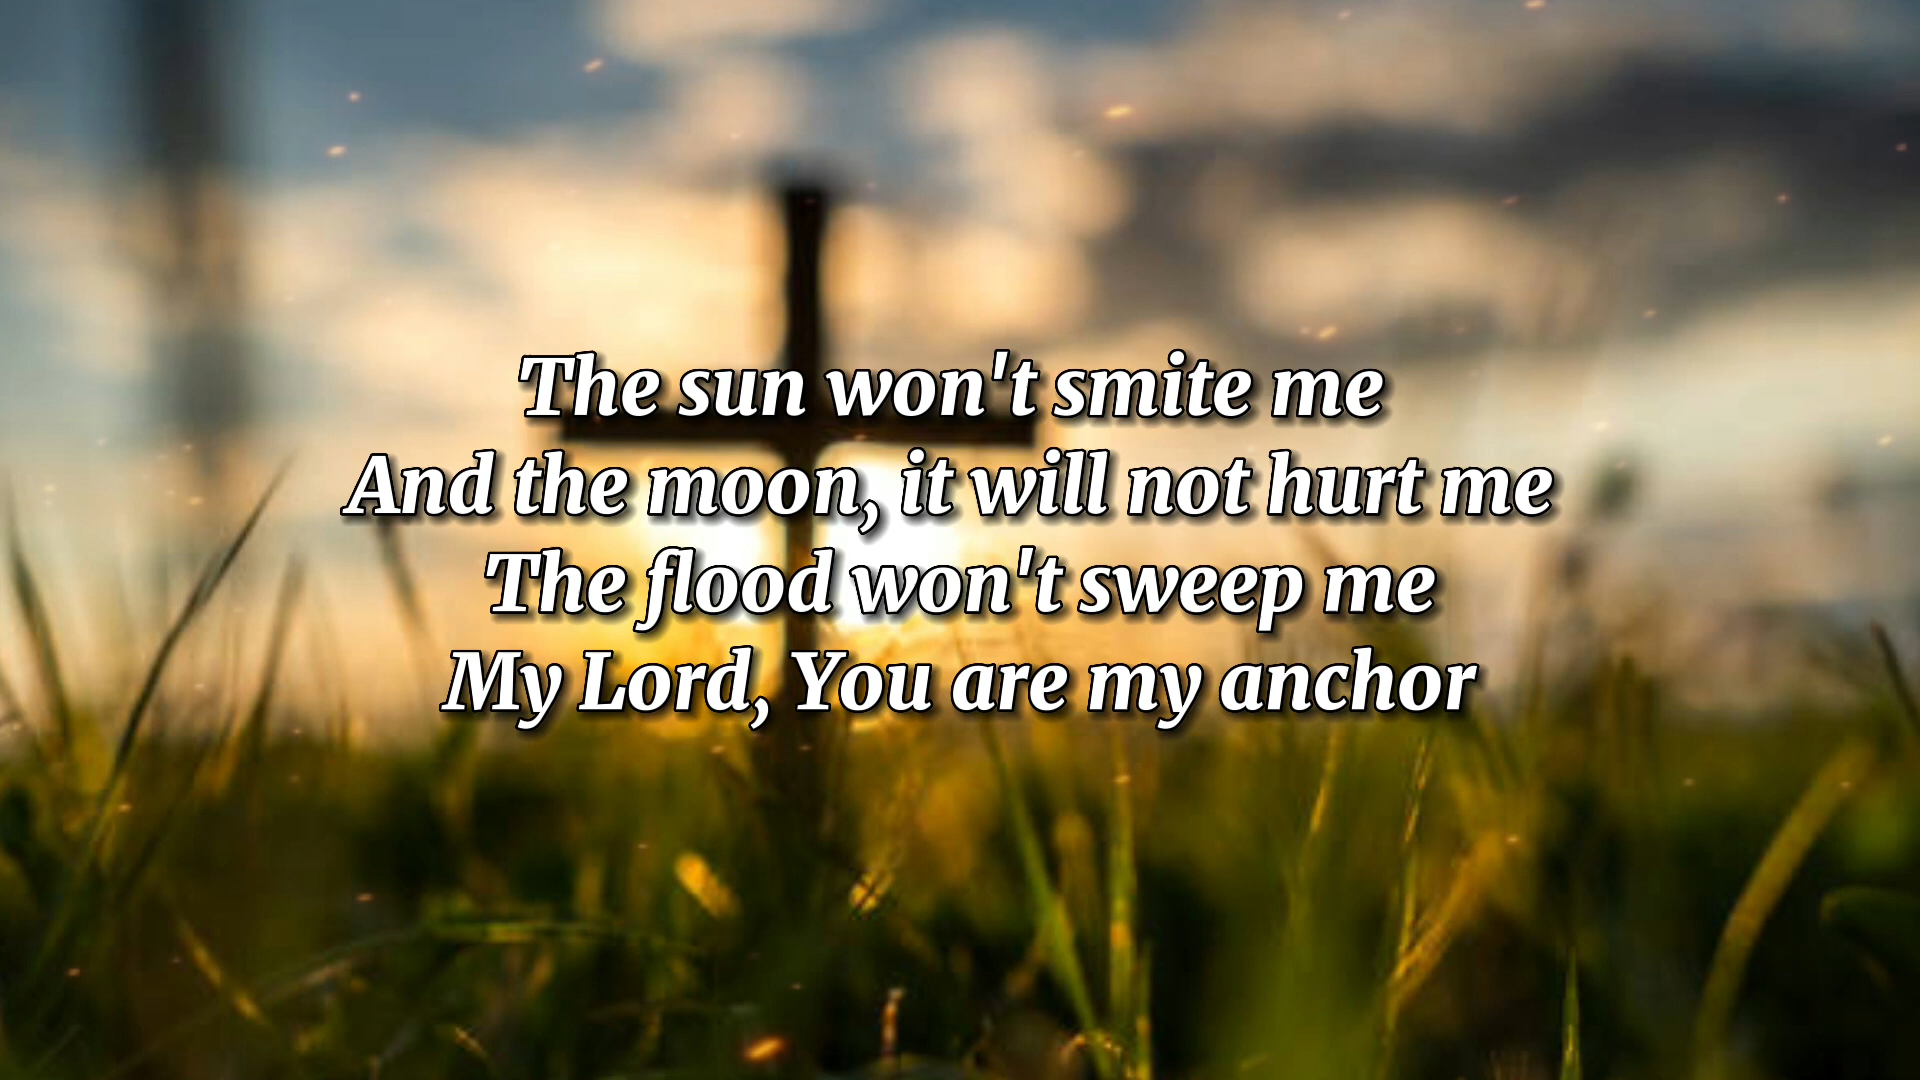 The sun won't smite me
And the moon, it will not hurt me
The flood won't sweep me
My Lord, You are my anchor